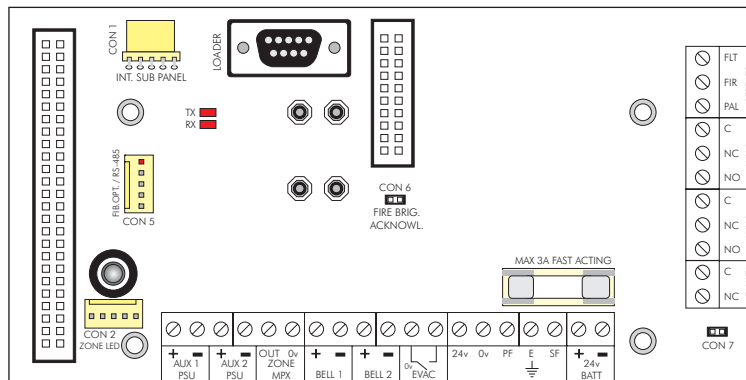 CON 1
INT. SUB PANEL
LOADER
TX
RX
FIB.OPT. / RS-485
CON 5
CON 6
FIRE BRIG.
ACKNOWL.
CON 2
ZONE LED
MAX 3A FAST ACTING
FLT
FIR
PAL
C
NC
NO
C
NC
NO
C
NC
CON 7
+ - + - OUT 0v + - + - 0v 24v 0v PF E SF + -
AUX 1 AUX 2 ZONE BELL 1 BELL 2 EVAC 24v
PSU PSU MPX BATT